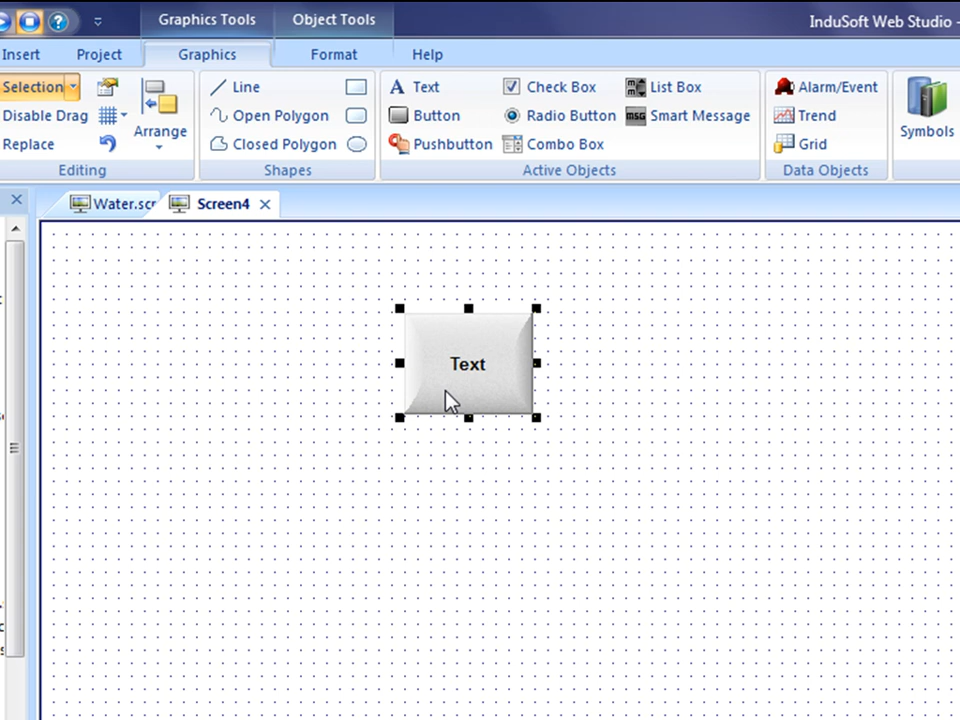 Graphics Tools Object Tools InduSoft Web Studio -
Insert Project Graphics Format Help
Selection Line Text Check Box List Box Alarm/Event
Disable Drag Open Polygon Button Radio Button msg Smart Message Trend
Replace Arrange Closed Polygon Pushbutton Combo Box Grid Symbols
Editing Shapes Active Objects Data Objects
Water.scr Screen4
Text